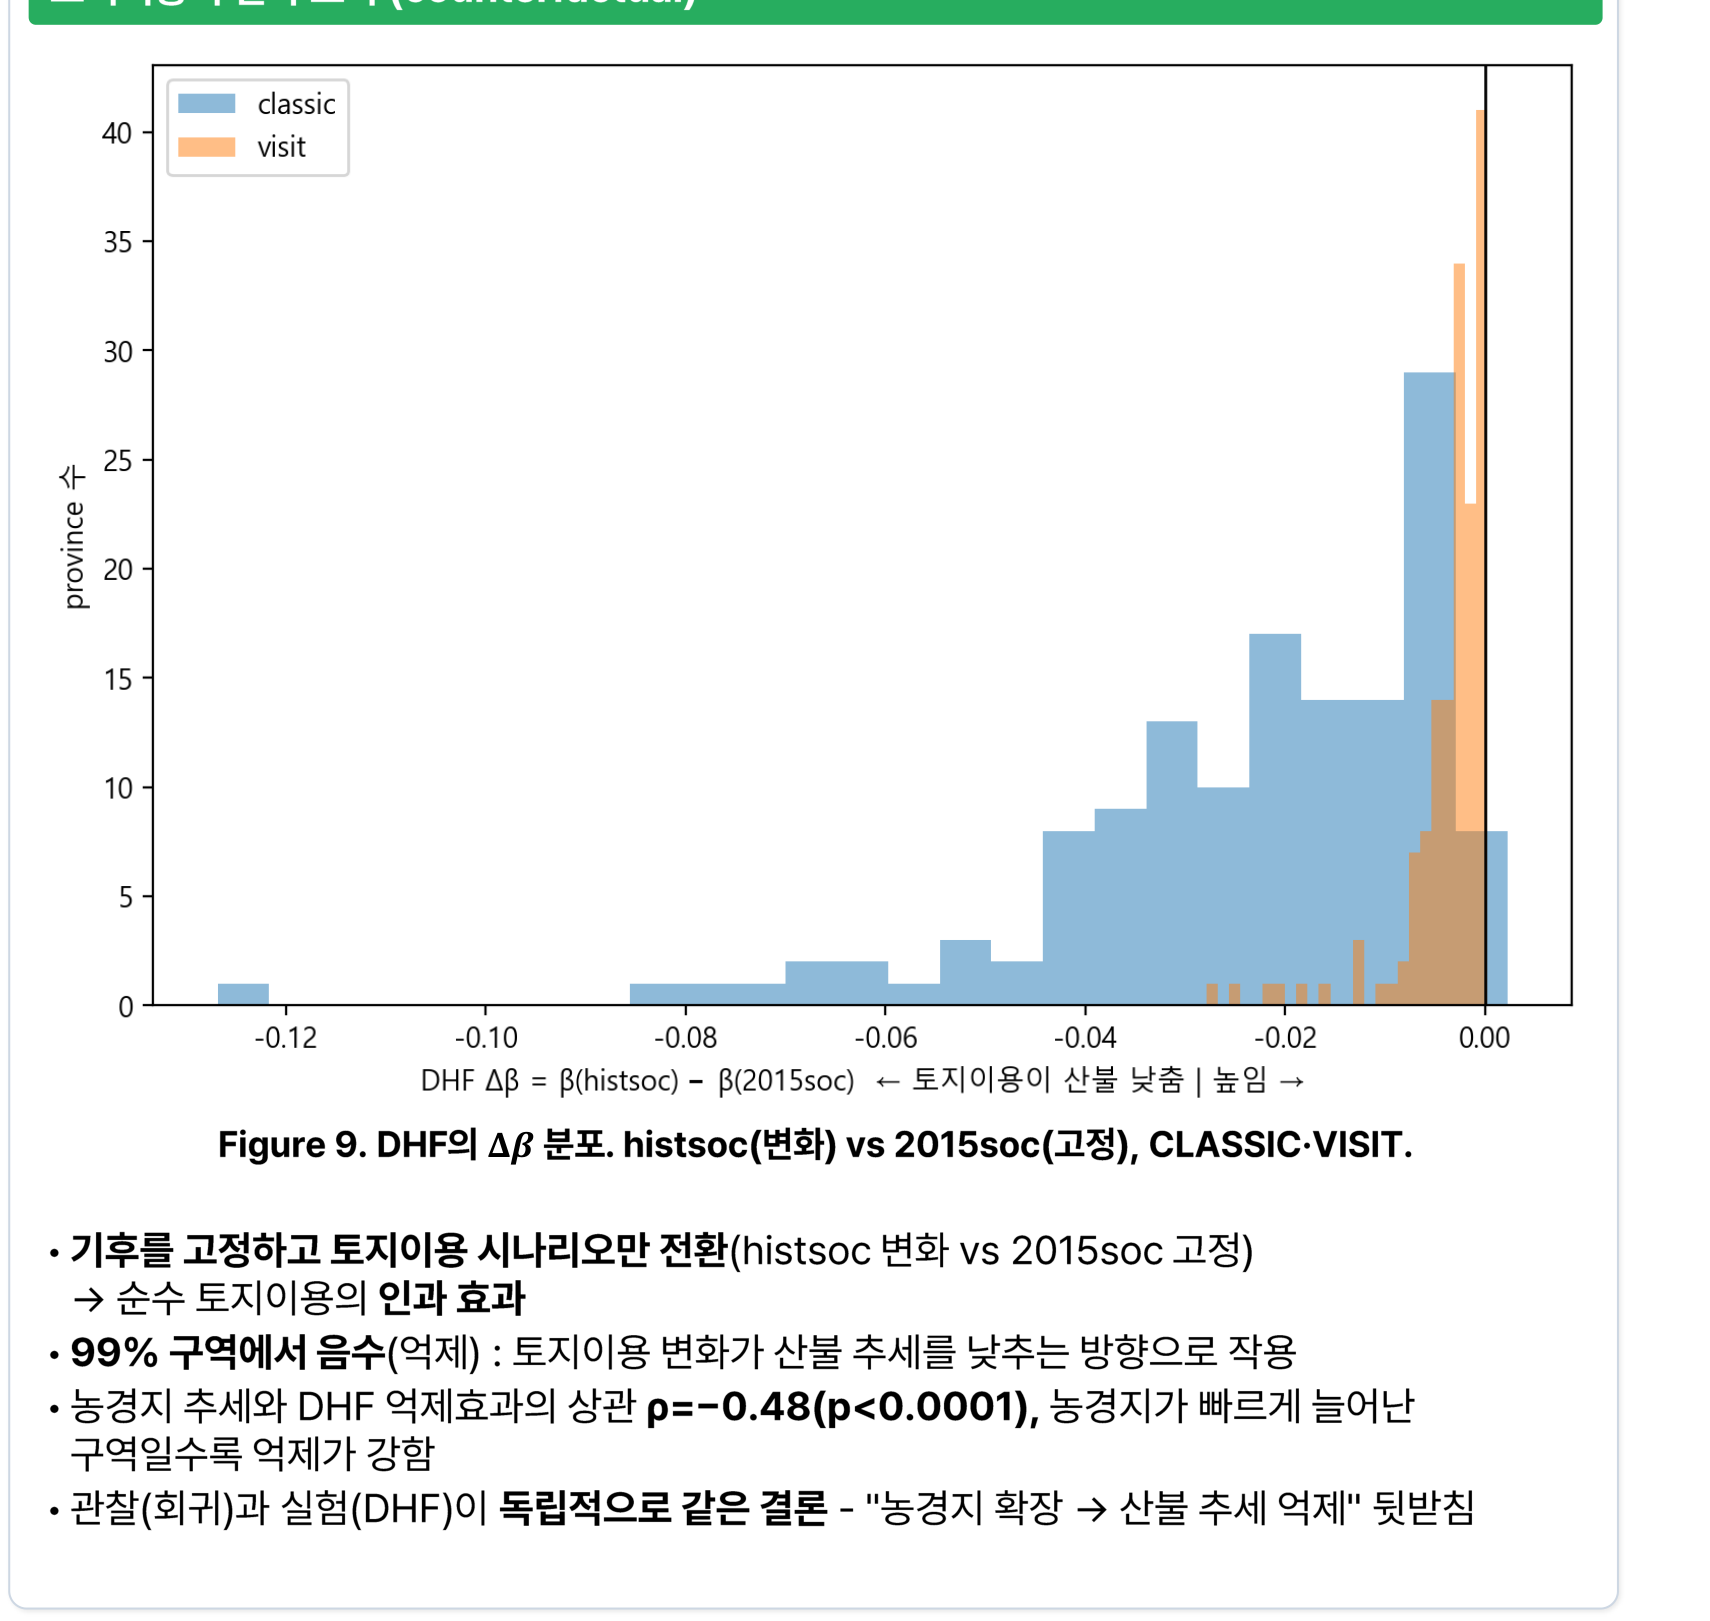 (counterfactual)
classic
visit
40
35
30
25
20
15
10
5
0
province 수
-0.12
-0.10
-0.08
-0.06
-0.04
-0.02
0.00
DHF Δβ = β(histsoc) − β(2015soc) ← 토지이용이 산불 낮춤 | 높임 →
Figure 9. DHF의 Δβ 분포. histsoc(변화) vs 2015soc(고정), CLASSIC·VISIT.
• 기후를 고정하고 토지이용 시나리오만 전환(histsoc 변화 vs 2015soc 고정)
→ 순수 토지이용의 인과 효과
• 99% 구역에서 음수(억제) : 토지이용 변화가 산불 추세를 낮추는 방향으로 작용
• 농경지 추세와 DHF 억제효과의 상관 ρ=−0.48(p<0.0001), 농경지가 빠르게 늘어난
구역일수록 억제가 강함
• 관찰(회귀)과 실험(DHF)이 독립적으로 같은 결론 - "농경지 확장 → 산불 추세 억제" 뒷받침